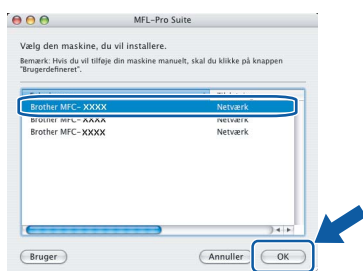 MFL-Pro Suite
Vælg den maskine, du vil installere.
Bemærk: Hvis du vil tilføje din maskine manuelt, skal du klikke på knappen
"Brugerdefineret".
Brother MFC-XXXX Netværk
Brother MFC-XXXX Netværk
Brother MFC-XXXX Netværk
Bruger Annuller OK